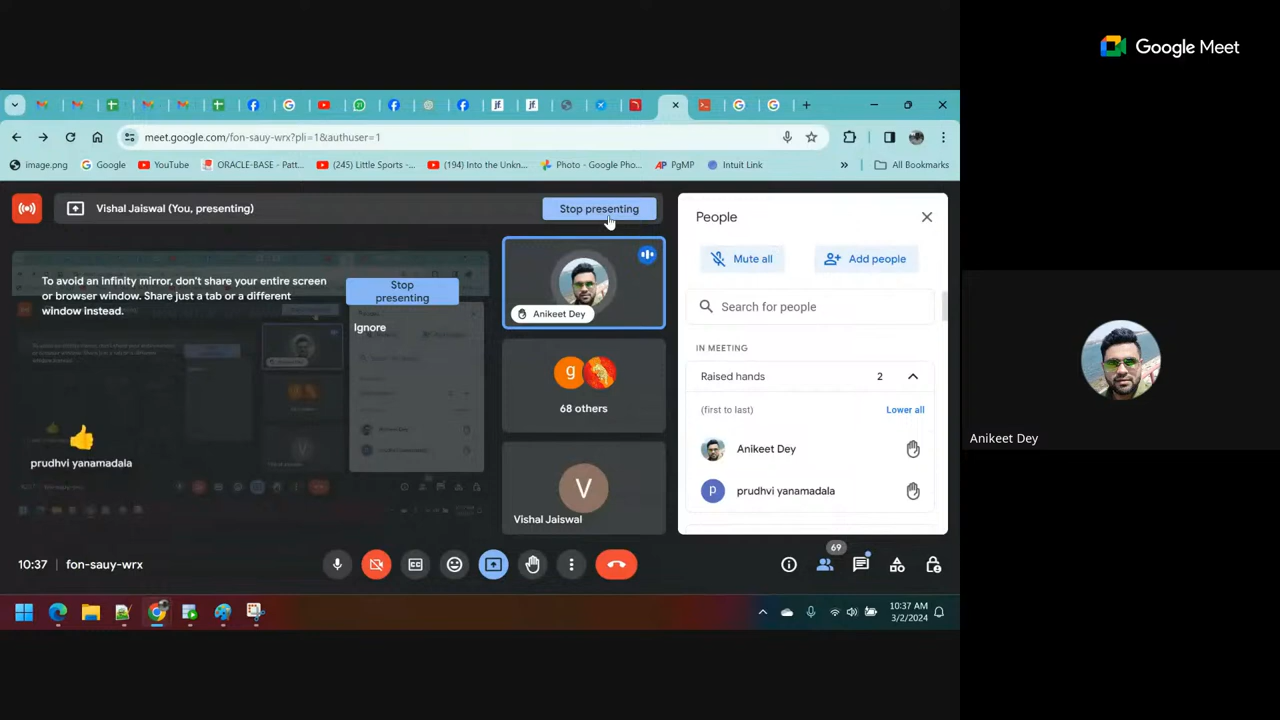 Google Meet
meet.google.com/fon-sauy-wrx?pli=1&authuser=1
image.png
Google
YouTube
ORACLE-BASE - Patt...
(245) Little Sports -...
(194) Into the Unkn...
Photo - Google Pho...
AP PgMP
Intuit Link
»
All Bookmarks
Vishal Jaiswal (You, presenting)
Stop presenting
People
Mute all
Add people
Search for people
To avoid an infinity mirror, don't share your entire screen
or browser window. Share just a tab or a different
window instead.
Stop
presenting
Ignore
Anikeet Dey
g
68 others
V
Vishal Jaiswal
prudhvi yanamadala
IN MEETING
Raised hands 2
(first to last) Lower all
Anikeet Dey
p prudhvi yanamadala
Anikeet Dey
10:37 fon-sauy-wrx
69
10:37 AM
3/2/2024